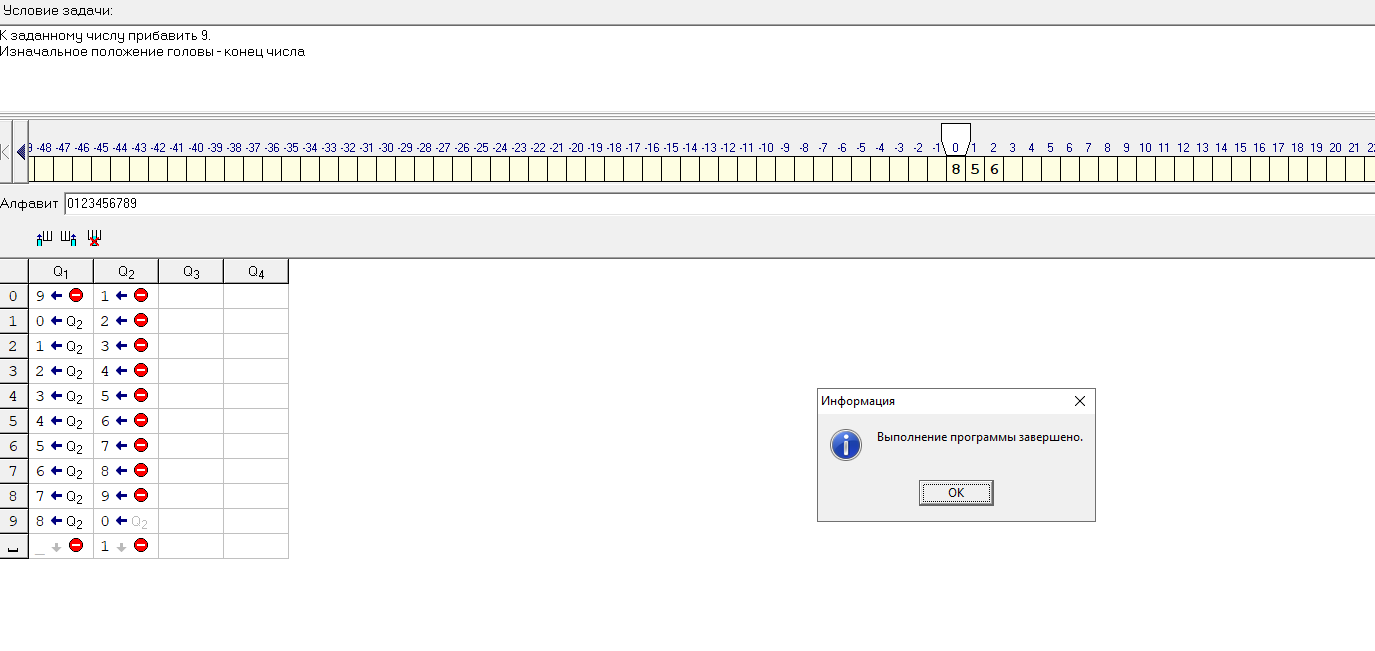 Условие задачи:
К заданному числу прибавить 9.
Изначальное положение головы - конец числа
9 -48 -47 -46 -45 -44 -43 -42 -41 -40 -39 -38 -37 -36 -35 -34 -33 -32 -31 -30 -29 -28 -27 -26 -25 -24 -23 -22 -21 -20 -19 -18 -17 -16 -15 -14 -13 -12 -11 -10 -9 -8 -7 -6 -5 -4 -3 -2 -1 0 1 2 3 4 5 6 7 8 9 10 11 12 13 14 15 16 17 18 19 20 21 22
8 5 6
Алфавит 0123456789
Q1 Q2 Q3 Q4
0 9 ← 1 ←
1 0 ← Q2 2 ←
2 1 ← Q2 3 ←
3 2 ← Q2 4 ←
4 3 ← Q2 5 ←
5 4 ← Q2 6 ←
6 5 ← Q2 7 ←
7 6 ← Q2 8 ←
8 7 ← Q2 9 ←
9 8 ← Q2 0 ← Q2
_ ↓ 1 ↓
Информация
Выполнение программы завершено.
OK